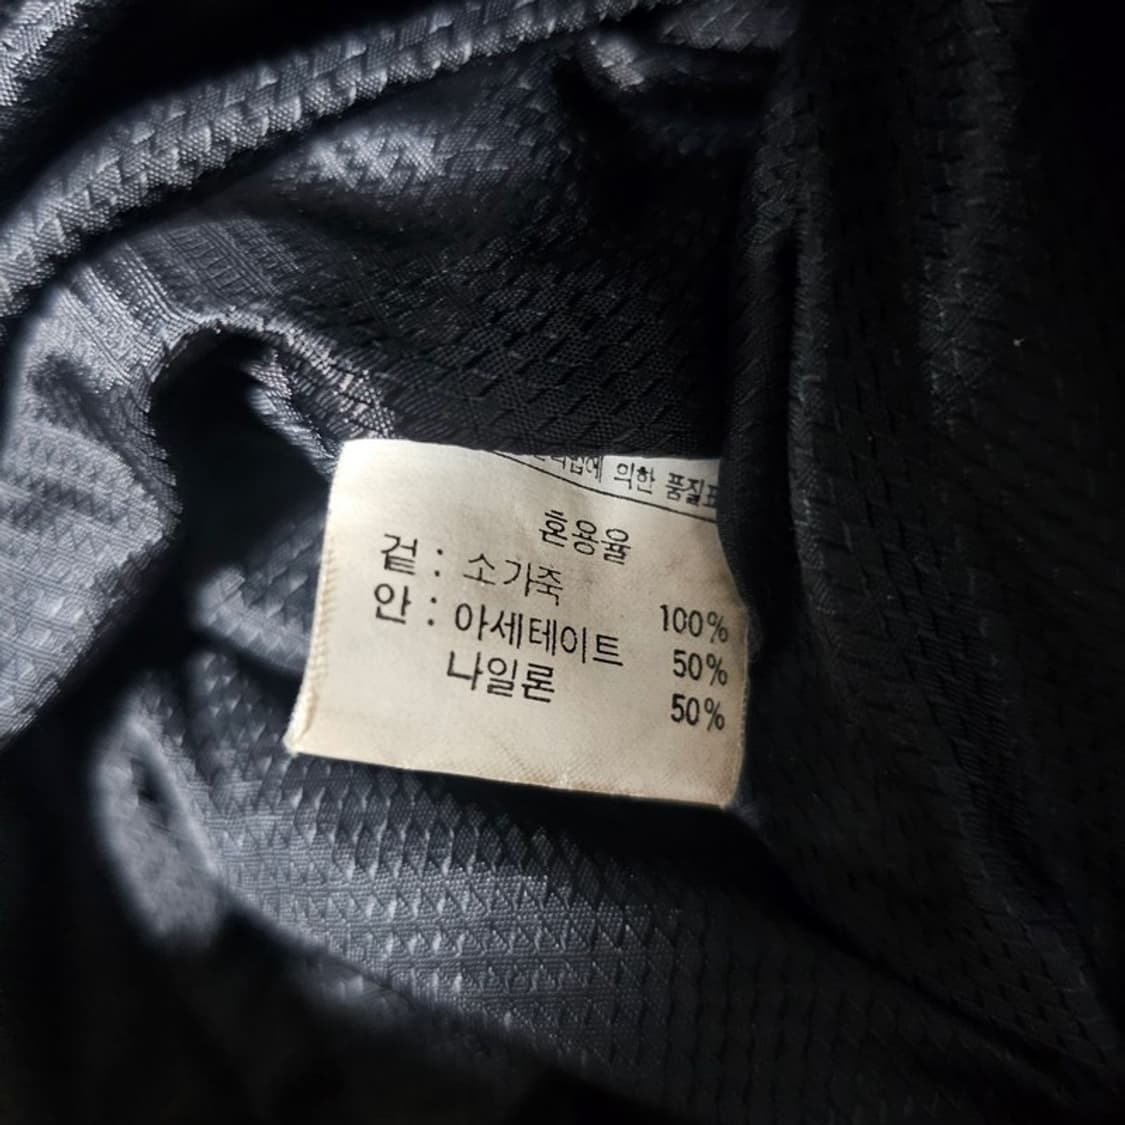 의한 품질표
혼용율
겉 : 소가죽 100%
안 : 아세테이트 50%
나일론 50%